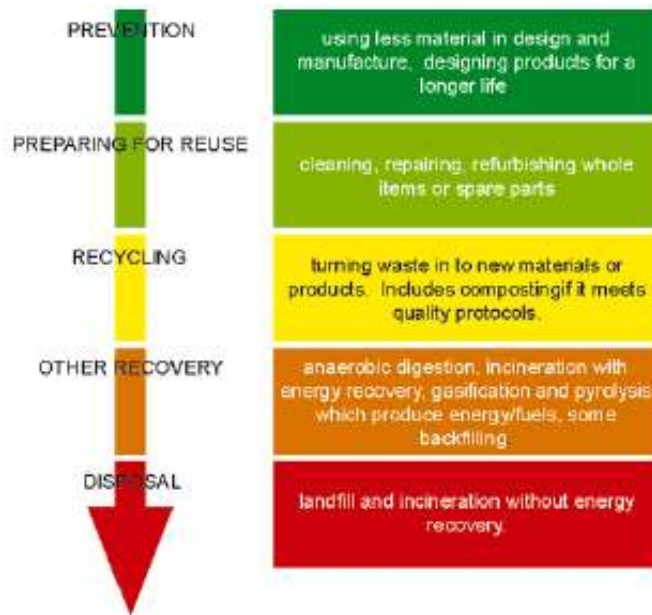 PREVENTION
using less material in design and
manufacture, designing products for a
longer life
PREPARING FOR REUSE
cleaning, repairing, refurbishing whole
items or spare parts
RECYCLING
turning waste in to new materials or
products. Includes compostingif it meets
quality protocols.
OTHER RECOVERY
anaerobic digestion, incineration with
energy recovery, gasification and pyrolysis
which produce energy/fuels, some
backfilling
DISPOSAL
landfill and incineration without energy
recovery.